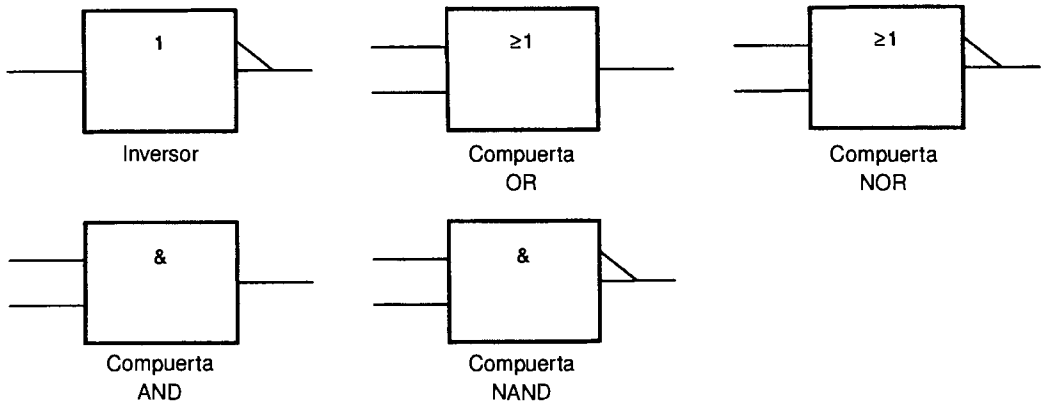 1
Inversor
≥1
Compuerta
OR
≥1
Compuerta
NOR
&
Compuerta
AND
&
Compuerta
NAND